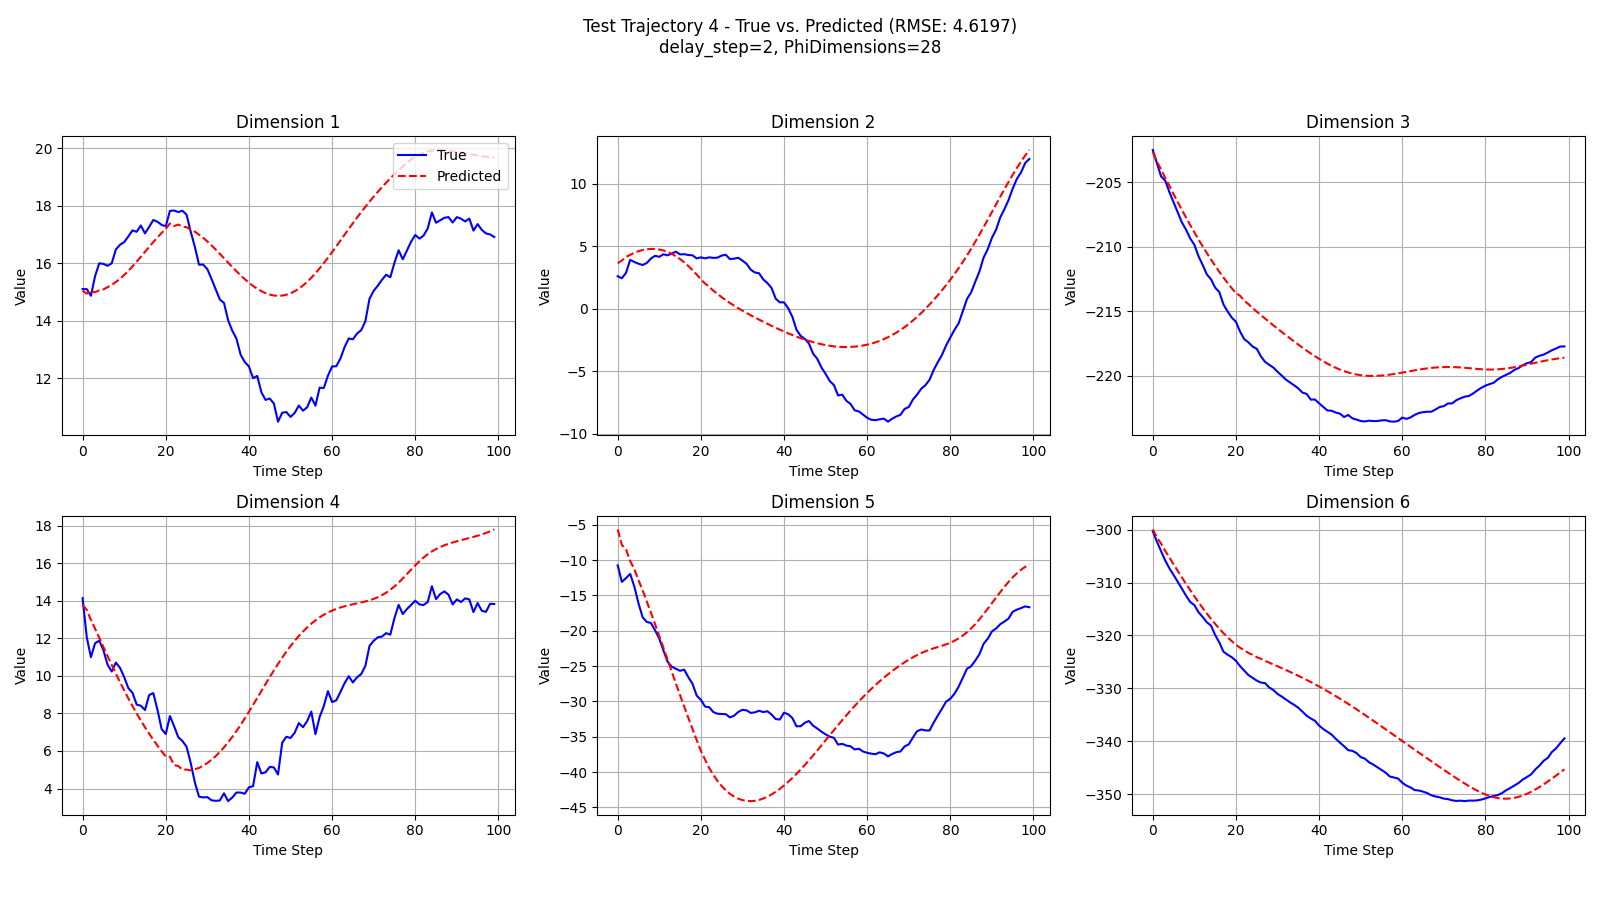 Test Trajectory 4 - True vs. Predicted (RMSE: 4.6197)
delay_step=2, PhiDimensions=28
Dimension 1
20
18
16
14
12
Value
0 20 40 60 80 100
Time Step
True
Predicted
Dimension 2
10
5
0
−5
−10
Value
0 20 40 60 80 100
Time Step
Dimension 3
−205
−210
−215
−220
Value
0 20 40 60 80 100
Time Step
Dimension 4
18
16
14
12
10
8
6
4
Value
0 20 40 60 80 100
Time Step
Dimension 5
−5
−10
−15
−20
−25
−30
−35
−40
−45
Value
0 20 40 60 80 100
Time Step
Dimension 6
−300
−310
−320
−330
−340
−350
Value
0 20 40 60 80 100
Time Step